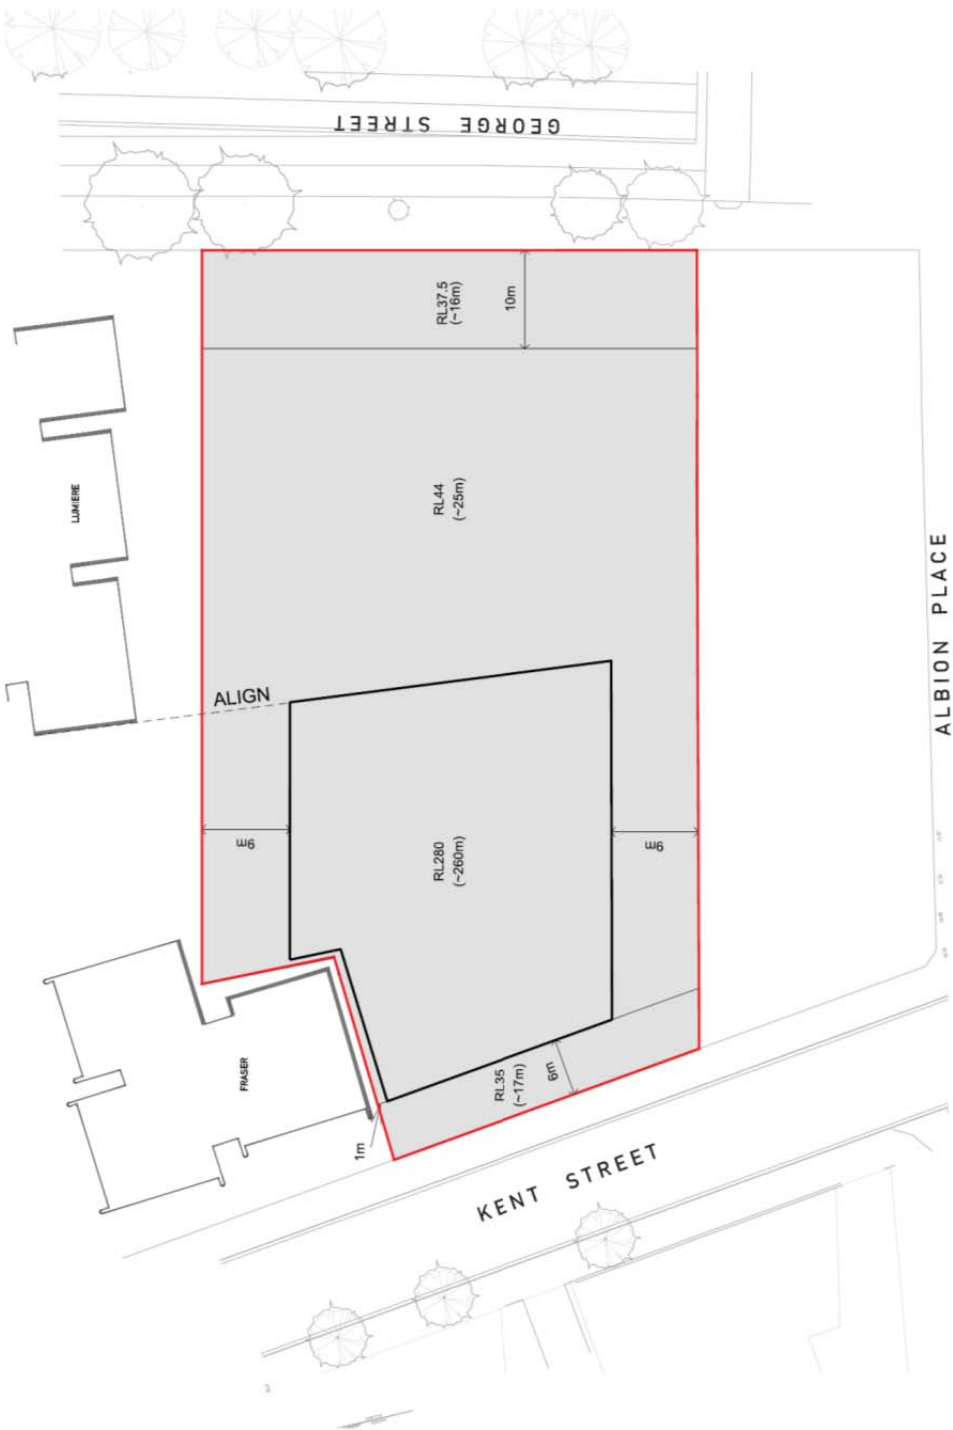 GEORGE STREET
RL37.5
(~16m)
10m
LUMIERE
RL44
(~25m)
ALBION PLACE
ALIGN
9m
9m
RL280
(~260m)
FRASER
RL35
(~17m)
6m
1m
KENT STREET